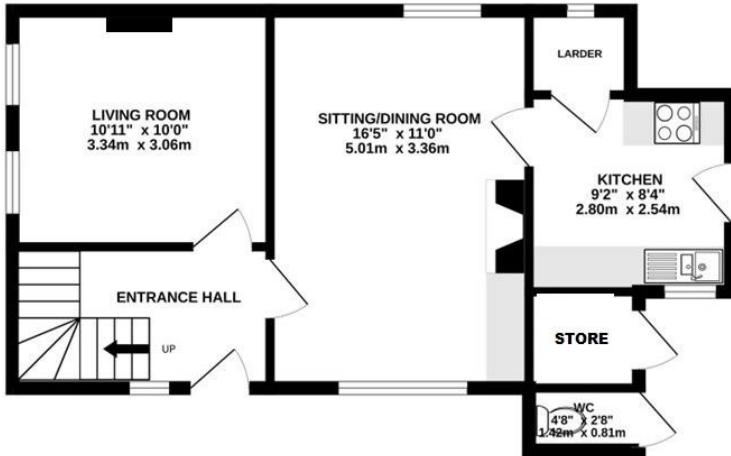 LARDER
LIVING ROOM
10'11" x 10'0"
3.34m x 3.06m
SITTING/DINING ROOM
16'5" x 11'0"
5.01m x 3.36m
KITCHEN
9'2" x 8'4"
2.80m x 2.54m
ENTRANCE HALL
UP
STORE
WC
4'8" x 2'8"
1.42m x 0.81m